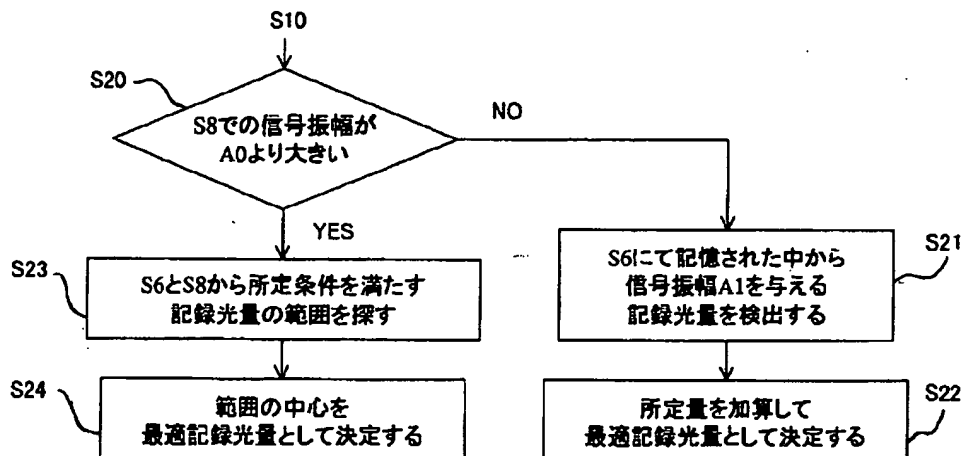 S10
S20
S8での信号振幅が
A0より大きい
NO
YES
S23
S6とS8から所定条件を満たす
記録光量の範囲を探す
S21
S6にて記憶された中から
信号振幅A1を与える
記録光量を検出する
S24
範囲の中心を
最適記録光量として決定する
S22
所定量を加算して
最適記録光量として決定する